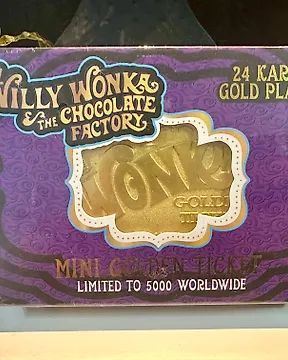 WILLY WONKA
& THE CHOCOLATE
FACTORY
24 KAR
GOLD PLA
WONKA
GOLD
MINI GOLDEN TICKET
LIMITED TO 5000 WORLDWIDE